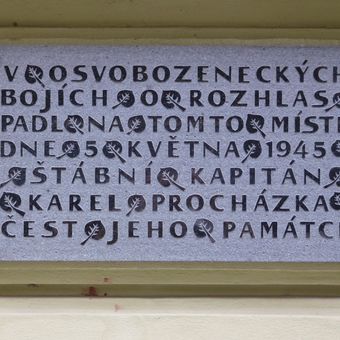 V OSVOBOZENECKÝCH
BOJÍCH O ROZHLAS
PADL NA TOMTO MÍSTĚ
DNE 5 KVĚTNA 1945
ŠTÁBNÍ KAPITÁN
KAREL PROCHÁZKA
ČEST JEHO PAMÁTCE